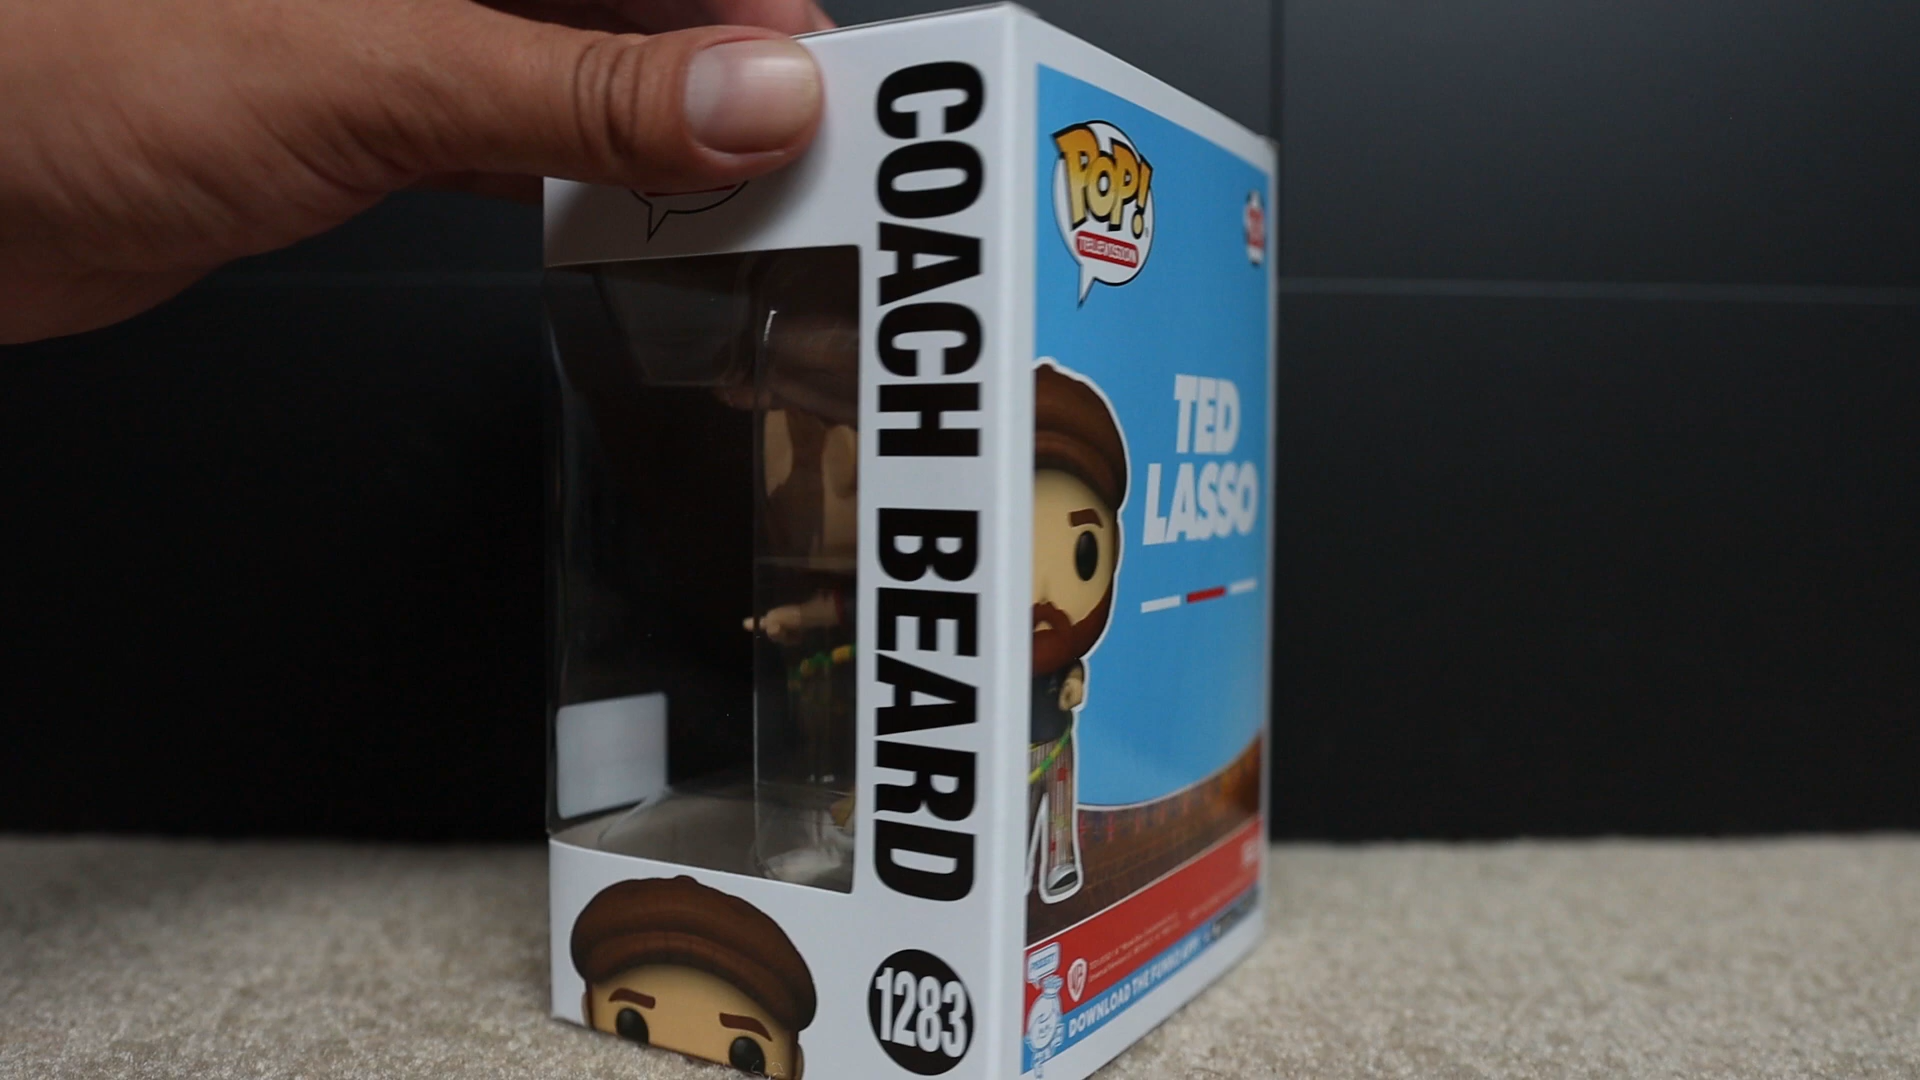 COACH BEARD
1283
POP!
TELEVISION
TED
LASSO
DOWNLOAD THE FUNKO APP!